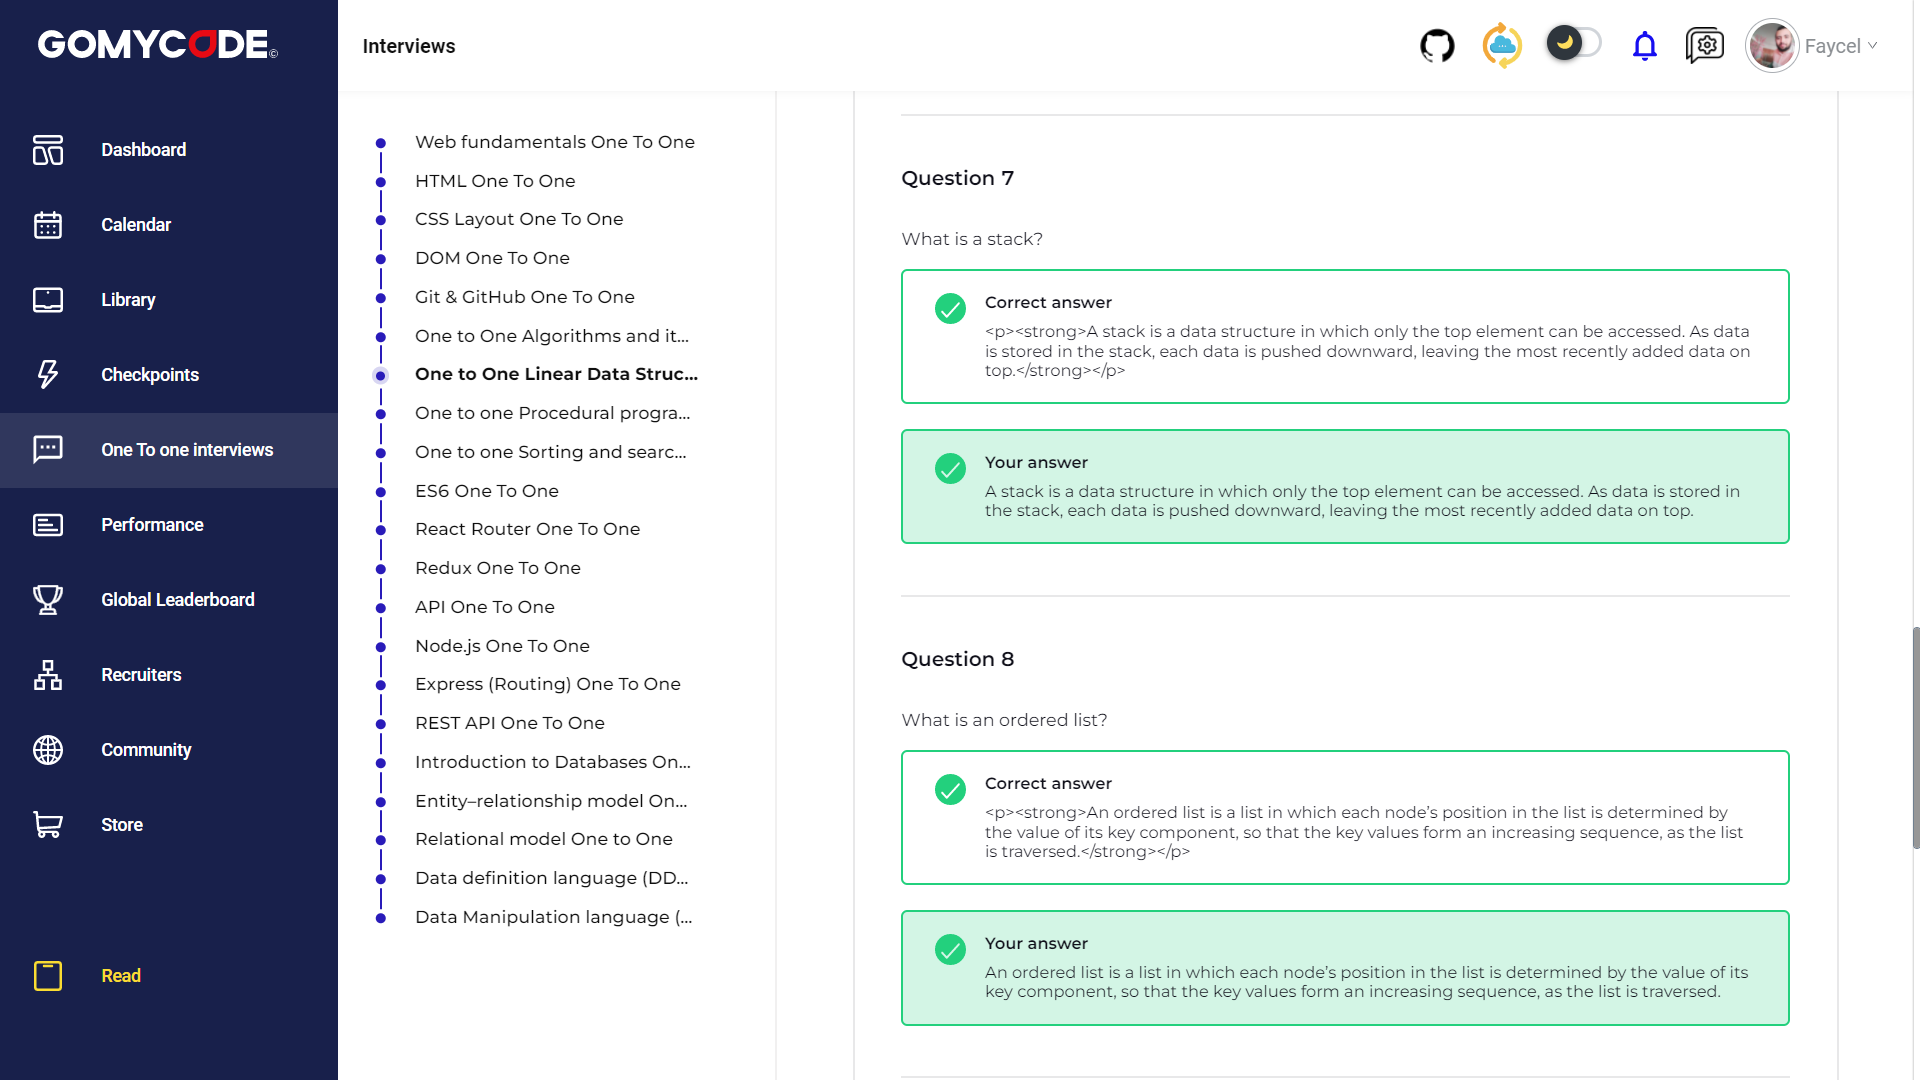 GOMYCODE©
Dashboard
Calendar
Library
Checkpoints
One To one interviews
Performance
Global Leaderboard
Recruiters
Community
Store
Read
Interviews
Faycel
Web fundamentals One To One
HTML One To One
CSS Layout One To One
DOM One To One
Git & GitHub One To One
One to One Algorithms and it...
One to One Linear Data Struc...
One to one Procedural progra...
One to one Sorting and searc...
ES6 One To One
React Router One To One
Redux One To One
API One To One
Node.js One To One
Express (Routing) One To One
REST API One To One
Introduction to Databases On...
Entity–relationship model On...
Relational model One to One
Data definition language (DD...
Data Manipulation language (...
Question 7
What is a stack?
Correct answer
<p><strong>A stack is a data structure in which only the top element can be accessed. As data
is stored in the stack, each data is pushed downward, leaving the most recently added data on
top.</strong></p>
Your answer
A stack is a data structure in which only the top element can be accessed. As data is stored in
the stack, each data is pushed downward, leaving the most recently added data on top.
Question 8
What is an ordered list?
Correct answer
<p><strong>An ordered list is a list in which each node’s position in the list is determined by
the value of its key component, so that the key values form an increasing sequence, as the list
is traversed.</strong></p>
Your answer
An ordered list is a list in which each node’s position in the list is determined by the value of its
key component, so that the key values form an increasing sequence, as the list is traversed.